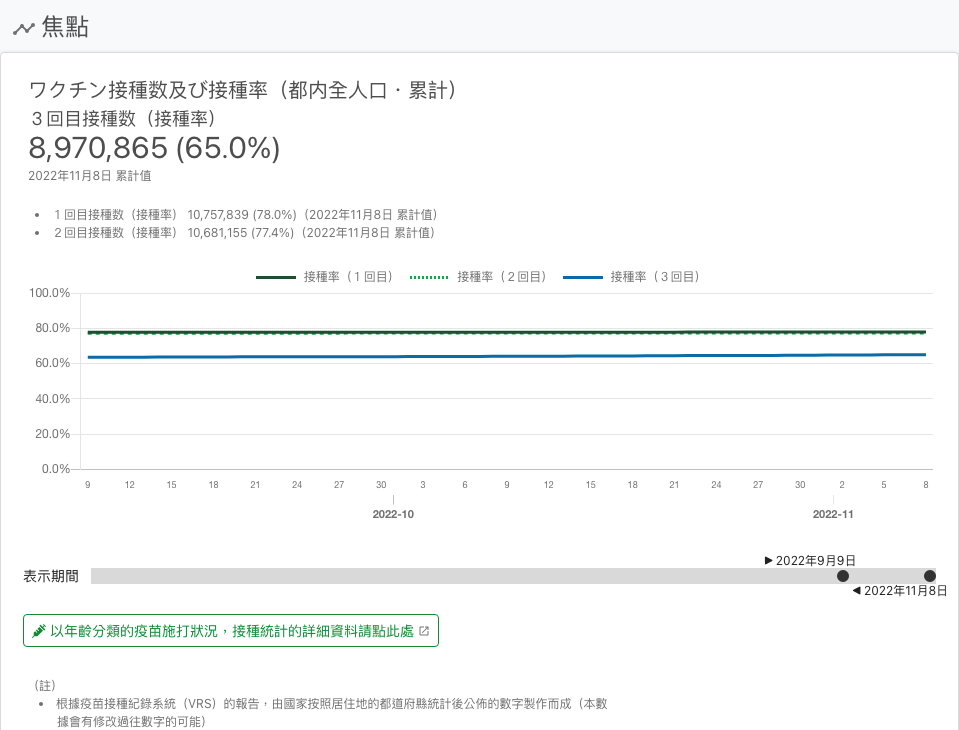 焦點
ワクチン接種数及び接種率（都内全人口・累計）
３回目接種数（接種率）
8,970,865 (65.0%)
2022年11月8日 累計値
• １回目接種数（接種率） 10,757,839 (78.0%)（2022年11月8日 累計値）
• ２回目接種数（接種率） 10,681,155 (77.4%)（2022年11月8日 累計値）
接種率（１回目） 接種率（２回目） 接種率（３回目）
100.0%
80.0%
60.0%
40.0%
20.0%
0.0%
9 12 15 18 21 24 27 30 3 6 9 12 15 18 21 24 27 30 2 5 8
2022-10 2022-11
▶ 2022年9月9日
表示期間
◀ 2022年11月8日
以年齡分類的疫苗施打狀況，接種統計的詳細資料請點此處
（註）
• 根據疫苗接種紀錄系統（VRS）的報告，由國家按照居住地的都道府縣統計後公佈的數字製作而成（本數
據會有修改過往數字的可能）